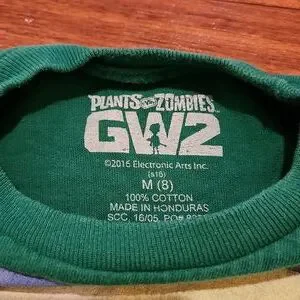 PLANTS VS. ZOMBIES
GW2
©2016 Electronic Arts Inc.
(s16)
M (8)
100% COTTON
MADE IN HONDURAS
SCC, 16/05, PO#